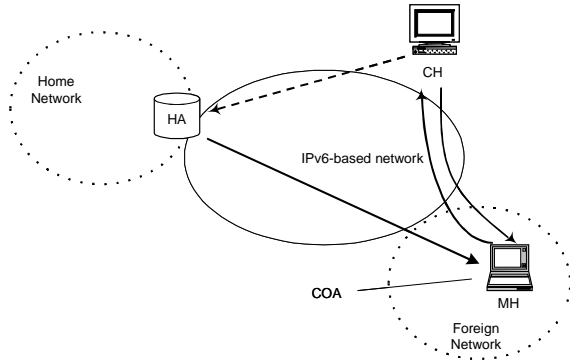 CH
Home
Network
HA
IPv6-based network
COA
MH
Foreign
Network